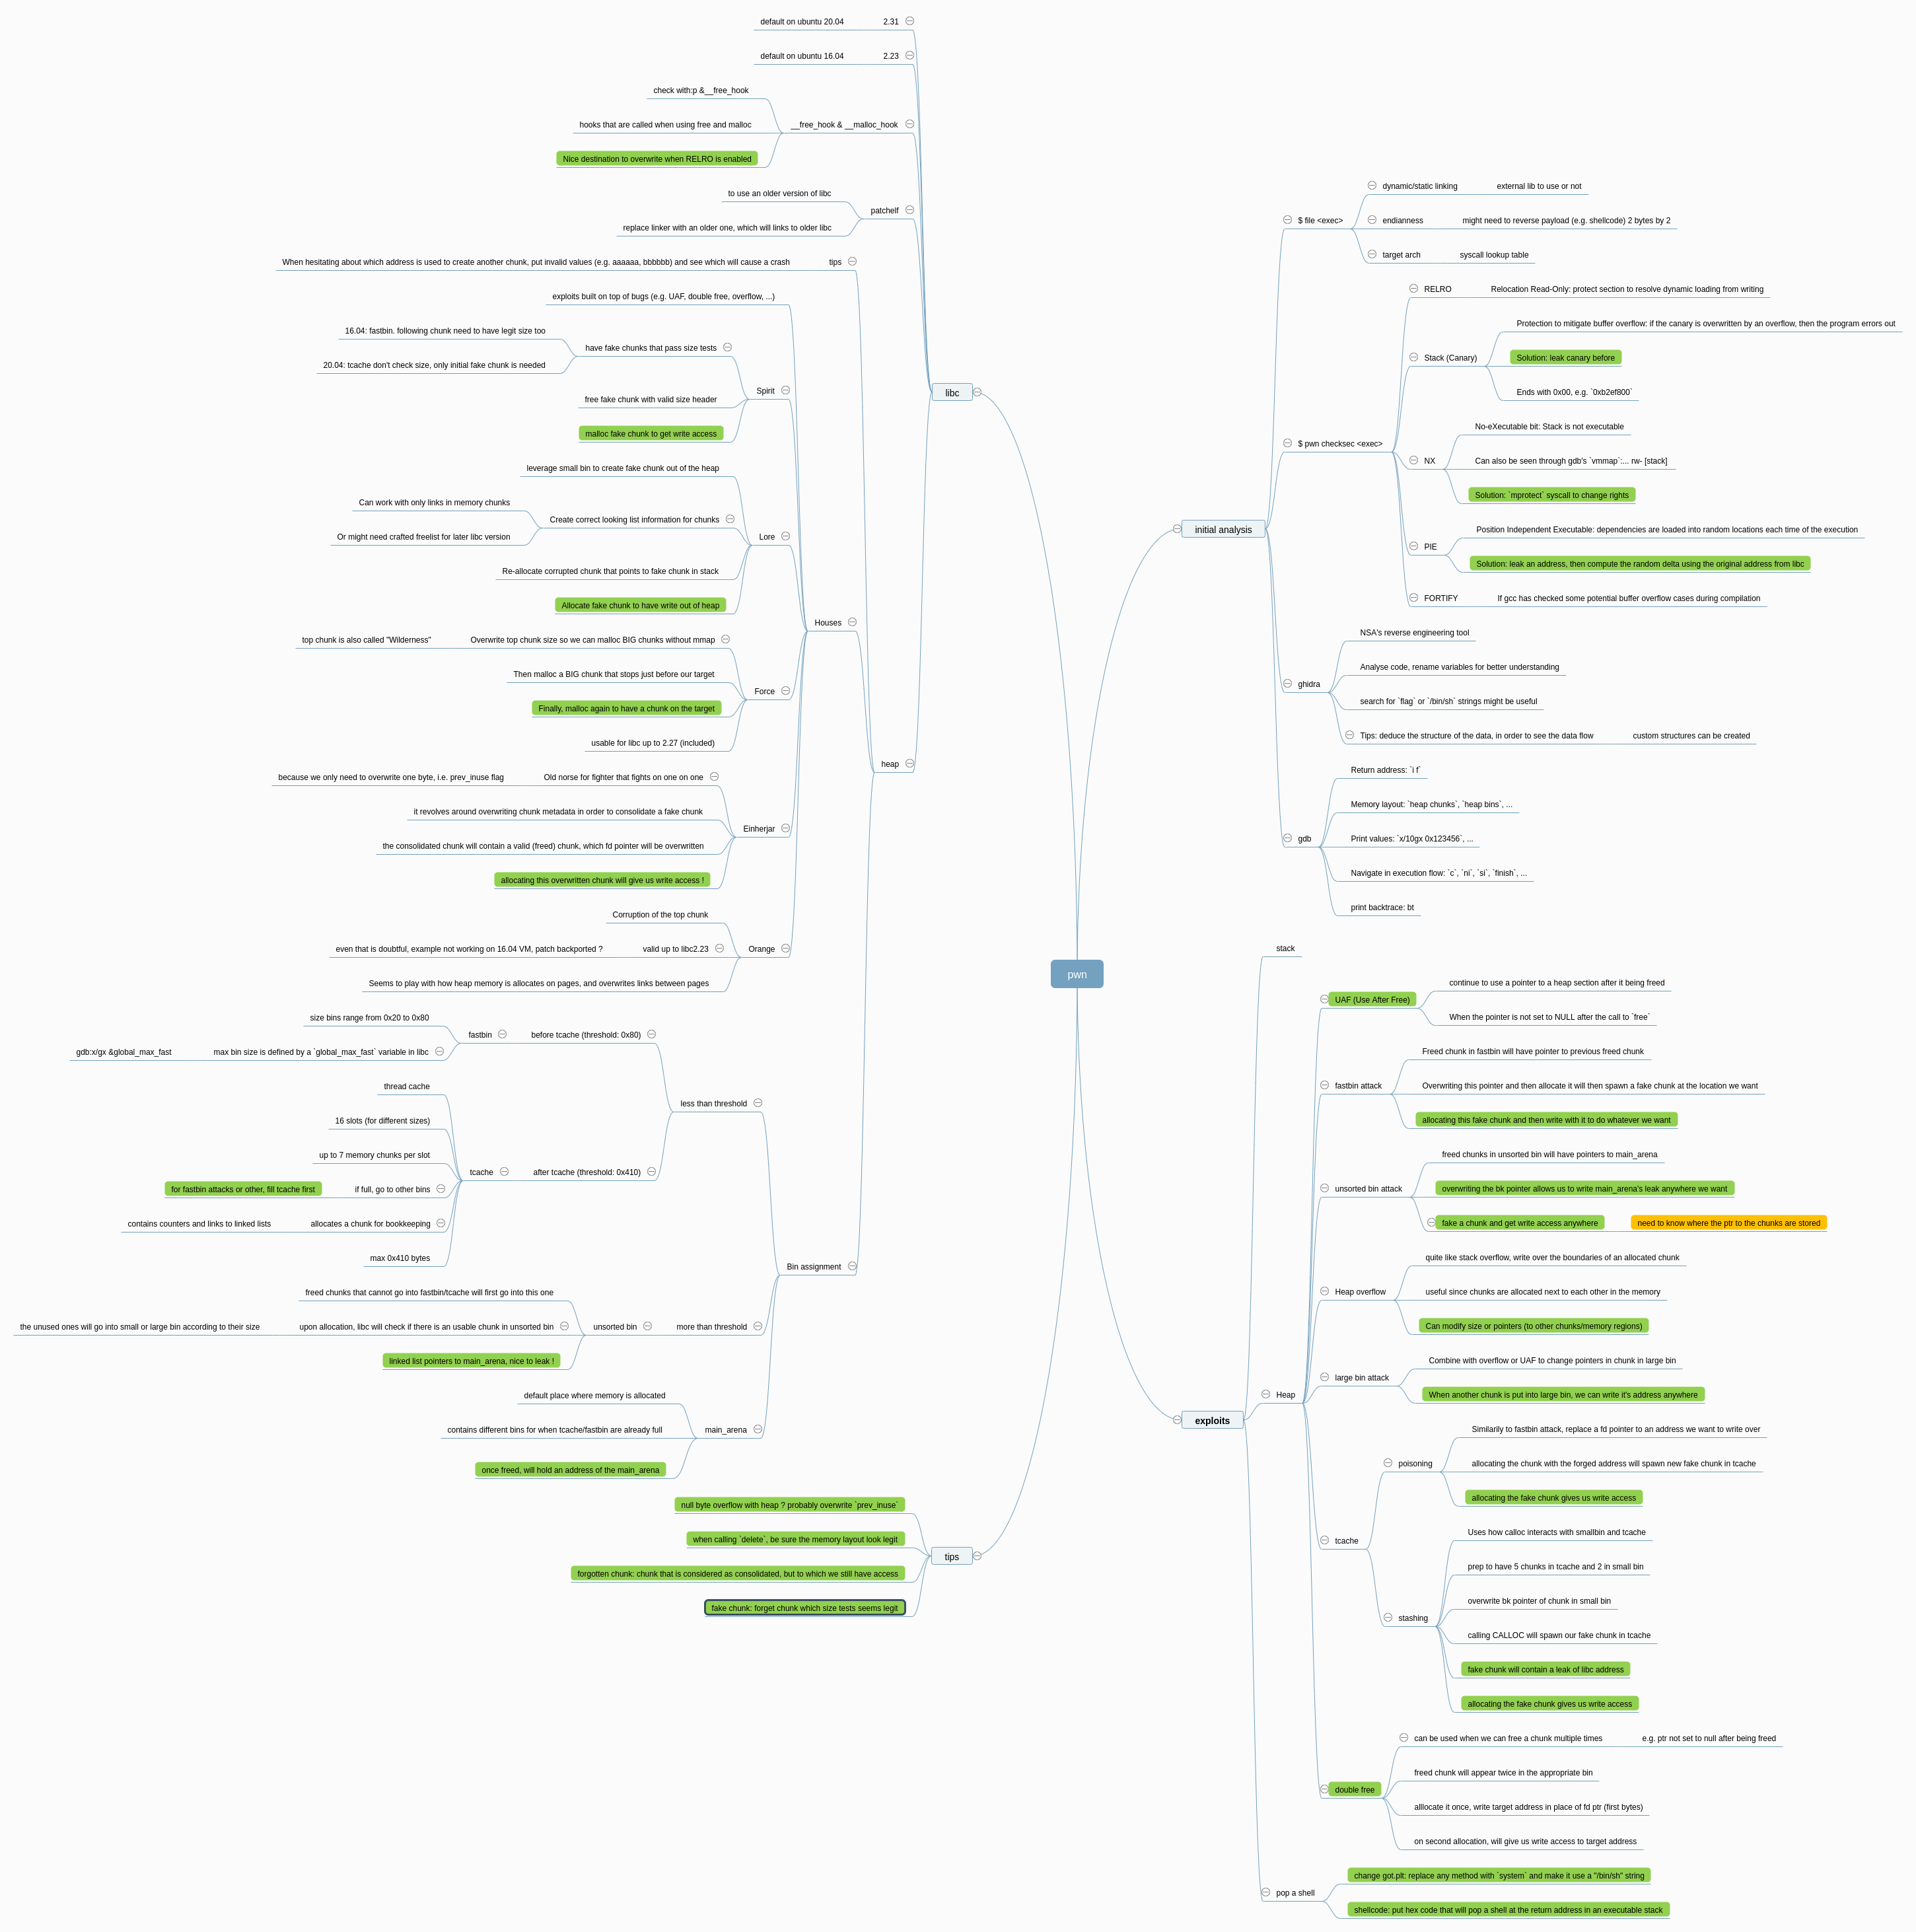 pwn
libc
default on ubuntu 20.04
2.31
default on ubuntu 16.04
2.23
check with:p &__free_hook
hooks that are called when using free and malloc
__free_hook & __malloc_hook
Nice destination to overwrite when RELRO is enabled
to use an older version of libc
patchelf
replace linker with an older one, which will links to older libc
When hesitating about which address is used to create another chunk, put invalid values (e.g. aaaaaa, bbbbbb) and see which will cause a crash
tips
exploits built on top of bugs (e.g. UAF, double free, overflow, ...)
16.04: fastbin. following chunk need to have legit size too
have fake chunks that pass size tests
20.04: tcache don't check size, only initial fake chunk is needed
Spirit
free fake chunk with valid size header
malloc fake chunk to get write access
leverage small bin to create fake chunk out of the heap
Can work with only links in memory chunks
Create correct looking list information for chunks
Or might need crafted freelist for later libc version
Lore
Re-allocate corrupted chunk that points to fake chunk in stack
Allocate fake chunk to have write out of heap
Houses
top chunk is also called "Wilderness"
Overwrite top chunk size so we can malloc BIG chunks without mmap
Then malloc a BIG chunk that stops just before our target
Force
Finally, malloc again to have a chunk on the target
usable for libc up to 2.27 (included)
heap
because we only need to overwrite one byte, i.e. prev_inuse flag
Old norse for fighter that fights on one on one
it revolves around overwriting chunk metadata in order to consolidate a fake chunk
Einherjar
the consolidated chunk will contain a valid (freed) chunk, which fd pointer will be overwritten
allocating this overwritten chunk will give us write access !
Corruption of the top chunk
even that is doubtful, example not working on 16.04 VM, patch backported ?
valid up to libc2.23
Orange
Seems to play with how heap memory is allocates on pages, and overwrites links between pages
size bins range from 0x20 to 0x80
fastbin
before tcache (threshold: 0x80)
gdb:x/gx &global_max_fast
max bin size is defined by a `global_max_fast` variable in libc
thread cache
less than threshold
16 slots (for different sizes)
up to 7 memory chunks per slot
tcache
after tcache (threshold: 0x410)
for fastbin attacks or other, fill tcache first
if full, go to other bins
contains counters and links to linked lists
allocates a chunk for bookkeeping
max 0x410 bytes
Bin assignment
freed chunks that cannot go into fastbin/tcache will first go into this one
the unused ones will go into small or large bin according to their size
upon allocation, libc will check if there is an usable chunk in unsorted bin
unsorted bin
more than threshold
linked list pointers to main_arena, nice to leak !
default place where memory is allocated
contains different bins for when tcache/fastbin are already full
main_arena
once freed, will hold an address of the main_arena
null byte overflow with heap ? probably overwrite `prev_inuse`
when calling `delete`, be sure the memory layout look legit
tips
forgotten chunk: chunk that is considered as consolidated, but to which we still have access
fake chunk: forget chunk which size tests seems legit
initial analysis
$ file <exec>
dynamic/static linking
external lib to use or not
endianness
might need to reverse payload (e.g. shellcode) 2 bytes by 2
target arch
syscall lookup table
$ pwn checksec <exec>
RELRO
Relocation Read-Only: protect section to resolve dynamic loading from writing
Stack (Canary)
Protection to mitigate buffer overflow: if the canary is overwritten by an overflow, then the program errors out
Solution: leak canary before
Ends with 0x00, e.g. `0xb2ef800`
NX
No-eXecutable bit: Stack is not executable
Can also be seen through gdb's `vmmap`:... rw- [stack]
Solution: `mprotect` syscall to change rights
PIE
Position Independent Executable: dependencies are loaded into random locations each time of the execution
Solution: leak an address, then compute the random delta using the original address from libc
FORTIFY
If gcc has checked some potential buffer overflow cases during compilation
ghidra
NSA's reverse engineering tool
Analyse code, rename variables for better understanding
search for `flag` or `/bin/sh` strings might be useful
Tips: deduce the structure of the data, in order to see the data flow
custom structures can be created
gdb
Return address: `i f`
Memory layout: `heap chunks`, `heap bins`, ...
Print values: `x/10gx 0x123456`, ...
Navigate in execution flow: `c`, `ni`, `si`, `finish`, ...
print backtrace: bt
exploits
stack
Heap
UAF (Use After Free)
continue to use a pointer to a heap section after it being freed
When the pointer is not set to NULL after the call to `free`
fastbin attack
Freed chunk in fastbin will have pointer to previous freed chunk
Overwriting this pointer and then allocate it will then spawn a fake chunk at the location we want
allocating this fake chunk and then write with it to do whatever we want
unsorted bin attack
freed chunks in unsorted bin will have pointers to main_arena
overwriting the bk pointer allows us to write main_arena's leak anywhere we want
fake a chunk and get write access anywhere
need to know where the ptr to the chunks are stored
Heap overflow
quite like stack overflow, write over the boundaries of an allocated chunk
useful since chunks are allocated next to each other in the memory
Can modify size or pointers (to other chunks/memory regions)
large bin attack
Combine with overflow or UAF to change pointers in chunk in large bin
When another chunk is put into large bin, we can write it's address anywhere
tcache
poisoning
Similarily to fastbin attack, replace a fd pointer to an address we want to write over
allocating the chunk with the forged address will spawn new fake chunk in tcache
allocating the fake chunk gives us write access
stashing
Uses how calloc interacts with smallbin and tcache
prep to have 5 chunks in tcache and 2 in small bin
overwrite bk pointer of chunk in small bin
calling CALLOC will spawn our fake chunk in tcache
fake chunk will contain a leak of libc address
allocating the fake chunk gives us write access
double free
can be used when we can free a chunk multiple times
e.g. ptr not set to null after being freed
freed chunk will appear twice in the appropriate bin
alllocate it once, write target address in place of fd ptr (first bytes)
on second allocation, will give us write access to target address
pop a shell
change got.plt: replace any method with `system` and make it use a "/bin/sh" string
shellcode: put hex code that will pop a shell at the return address in an executable stack